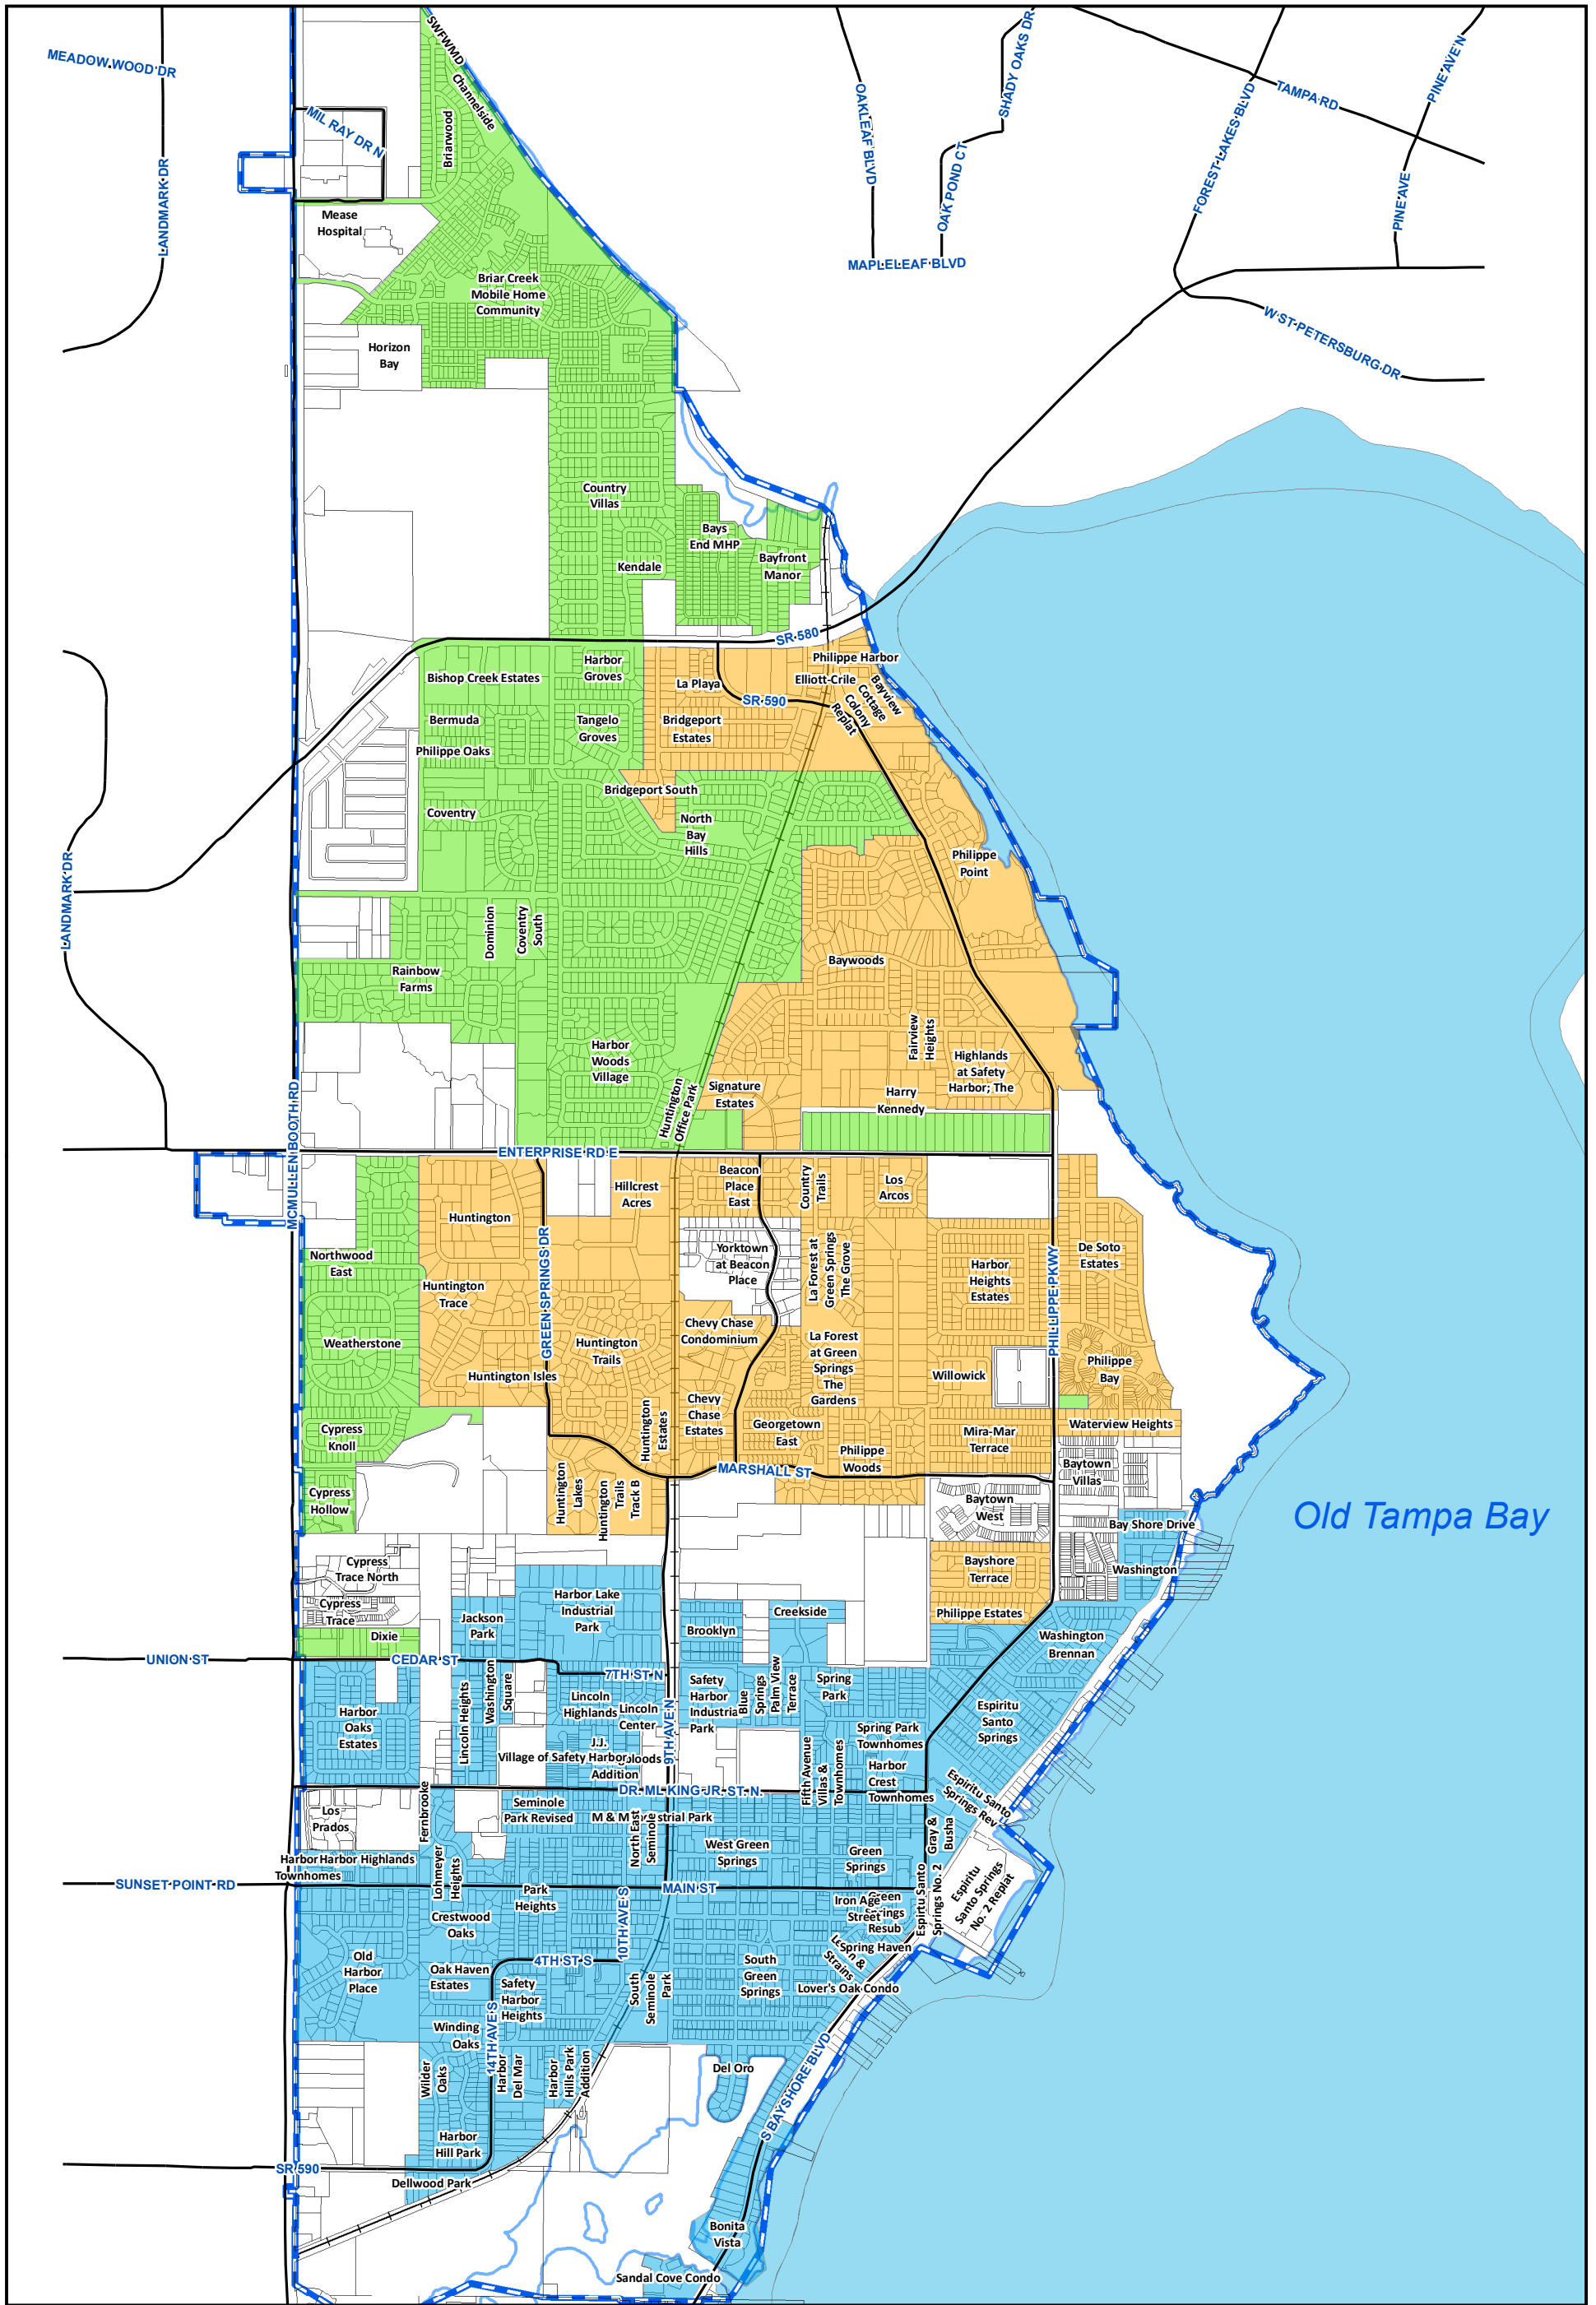 MEADOW WOOD DR
LANDMARK DR
SWFWMD
Channelside
Briarwood
MIL RAY DR N
OAKLEAF BLVD
SHADY OAKS DR
OAK POND CT
FOREST LAKES BLVD
TAMPA RD
PINE AVE N
PINE AVE
MAPLELEAF BLVD
W ST PETERSBURG DR
Mease
Hospital
Briar Creek
Mobile Home
Community
Horizon
Bay
Country
Villas
Bays
End MHP
Kendale
Bayfront
Manor
SR 580
Philippe Harbor
Bishop Creek Estates
Harbor
Groves
La Playa
Elliott-Crile
Bayview
Cottage
Colony
Replat
SR 590
Bermuda
Tangelo
Groves
Bridgeport
Estates
Philippe Oaks
Bridgeport South
Coventry
North
Bay
Hills
LANDMARK DR
Philippe
Point
Dominion
Coventry
South
Baywoods
Rainbow
Farms
Fairview
Heights
Harbor
Woods
Village
Highlands
at Safety
Harbor; The
Huntington
Office Park
Signature
Estates
Harry
Kennedy
MCMULLEN BOOTH RD
ENTERPRISE RD E
Beacon
Place
East
Country
Trails
Los
Arcos
Hillcrest
Acres
Huntington
Northwood
East
GREEN SPRINGS DR
Yorktown
at Beacon
Place
La Forest at
Green Springs
The Grove
Harbor
Heights
Estates
PHILLIPPE PKWY
De Soto
Estates
Huntington
Trace
Weatherstone
Huntington
Trails
Chevy Chase
Condominium
La Forest
at Green
Springs
The
Gardens
Huntington Isles
Willowick
Philippe
Bay
Cypress
Knoll
Huntington
Estates
Chevy
Chase
Estates
Georgetown
East
Philippe
Woods
Mira-Mar
Terrace
Waterview Heights
MARSHALL ST
Baytown
Villas
Cypress
Hollow
Huntington
Lakes
Huntington
Trails
Track B
Baytown
West
Bay Shore Drive
Old Tampa Bay
Cypress
Trace North
Bayshore
Terrace
Washington
Cypress
Trace
Harbor Lake
Industrial
Park
Jackson
Park
Creekside
Brooklyn
Philippe Estates
Dixie
Washington
Brennan
UNION ST
CEDAR ST
7TH ST N
Lincoln Heights
Washington
Square
Lincoln
Highlands
Lincoln
Center
Safety
Harbor
Industria
Park
Blue
Springs
Palm View
Terrace
Spring
Park
Harbor
Oaks
Estates
Espiritu
Santo
Springs
J.J.
Village of Safety Harbor
Addition
9TH AVE N
Spring Park
Townhomes
Fifth Avenue
Villas &
Townhomes
Harbor
Crest
Townhomes
DR. ML KING JR. ST. N.
Espiritu Santo
Springs Rev
Los
Prados
Fernbrooke
Seminole
Park Revised
M & M
strial Park
North East
Seminole
West Green
Springs
Green
Springs
Gray &
Busha
Harbor
Townhomes
Harbor Highlands
Lohmeyer
Heights
SUNSET POINT RD
MAIN ST
Espirtu Santo
Springs No. 2
Espiritu
Santo Springs
No. 2 Replat
Park
Heights
10TH AVE S
Iron Age
Street
Green
Springs
Resub
Crestwood
Oaks
Old
Harbor
Place
4TH ST S
Spring Haven
Strains
Oak Haven
Estates
Safety
Harbor
Heights
South
Seminole
Park
South
Green
Springs
Lover's Oak Condo
14TH AVE S
Winding
Oaks
Wilder
Oaks
Harbor
Del Mar
Harbor
Hills Park
Addition
Del Oro
S BAYSHORE BLVD
Harbor
Hill Park
SR 590
Dellwood Park
Bonita
Vista
Sandal Cove Condo